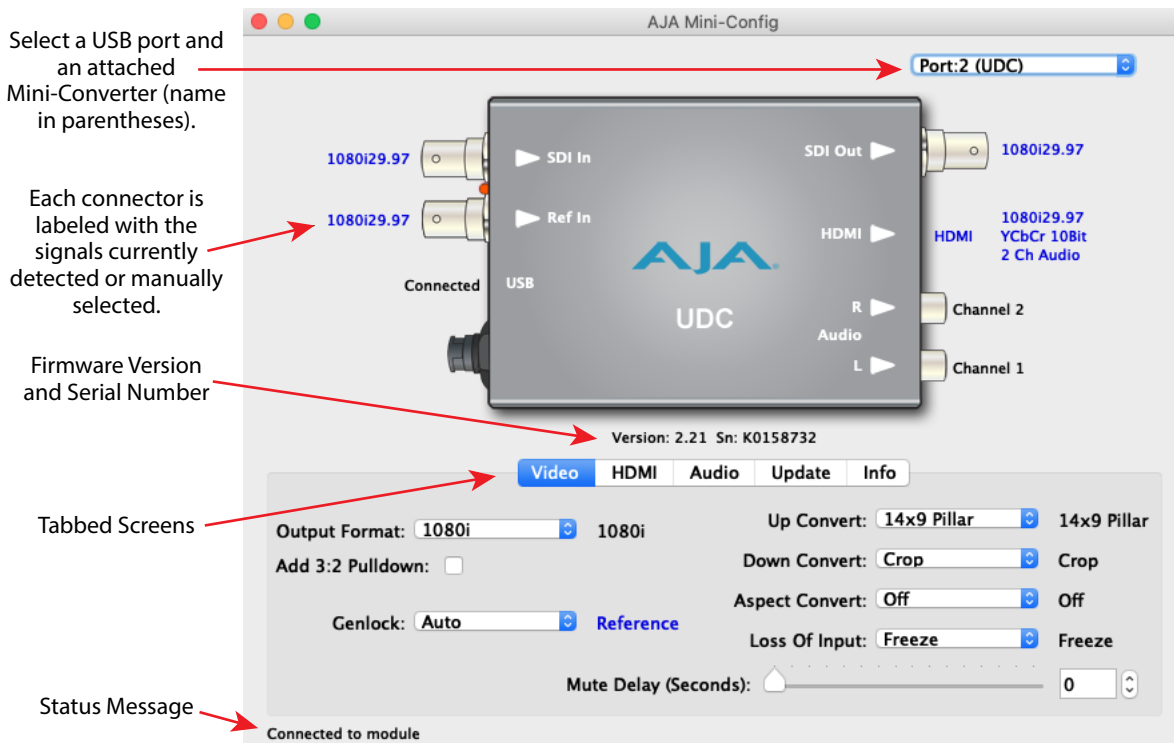 AJA Mini-Config
Select a USB port and
an attached
Mini-Converter (name
in parentheses).
Port:2 (UDC)
1080i29.97
SDI In
SDI Out
1080i29.97
Each connector is
labeled with the
signals currently
detected or manually
selected.
1080i29.97
Ref In
HDMI
HDMI
1080i29.97
YCbCr 10Bit
2 Ch Audio
AJA
Connected
USB
UDC
R
Channel 2
Audio
L
Channel 1
Firmware Version
and Serial Number
Version: 2.21 Sn: K0158732
Tabbed Screens
Video HDMI Audio Update Info
Output Format: 1080i 1080i
Up Convert: 14x9 Pillar 14x9 Pillar
Add 3:2 Pulldown:
Down Convert: Crop Crop
Aspect Convert: Off Off
Genlock: Auto Reference
Loss Of Input: Freeze Freeze
Mute Delay (Seconds): 0
Status Message
Connected to module